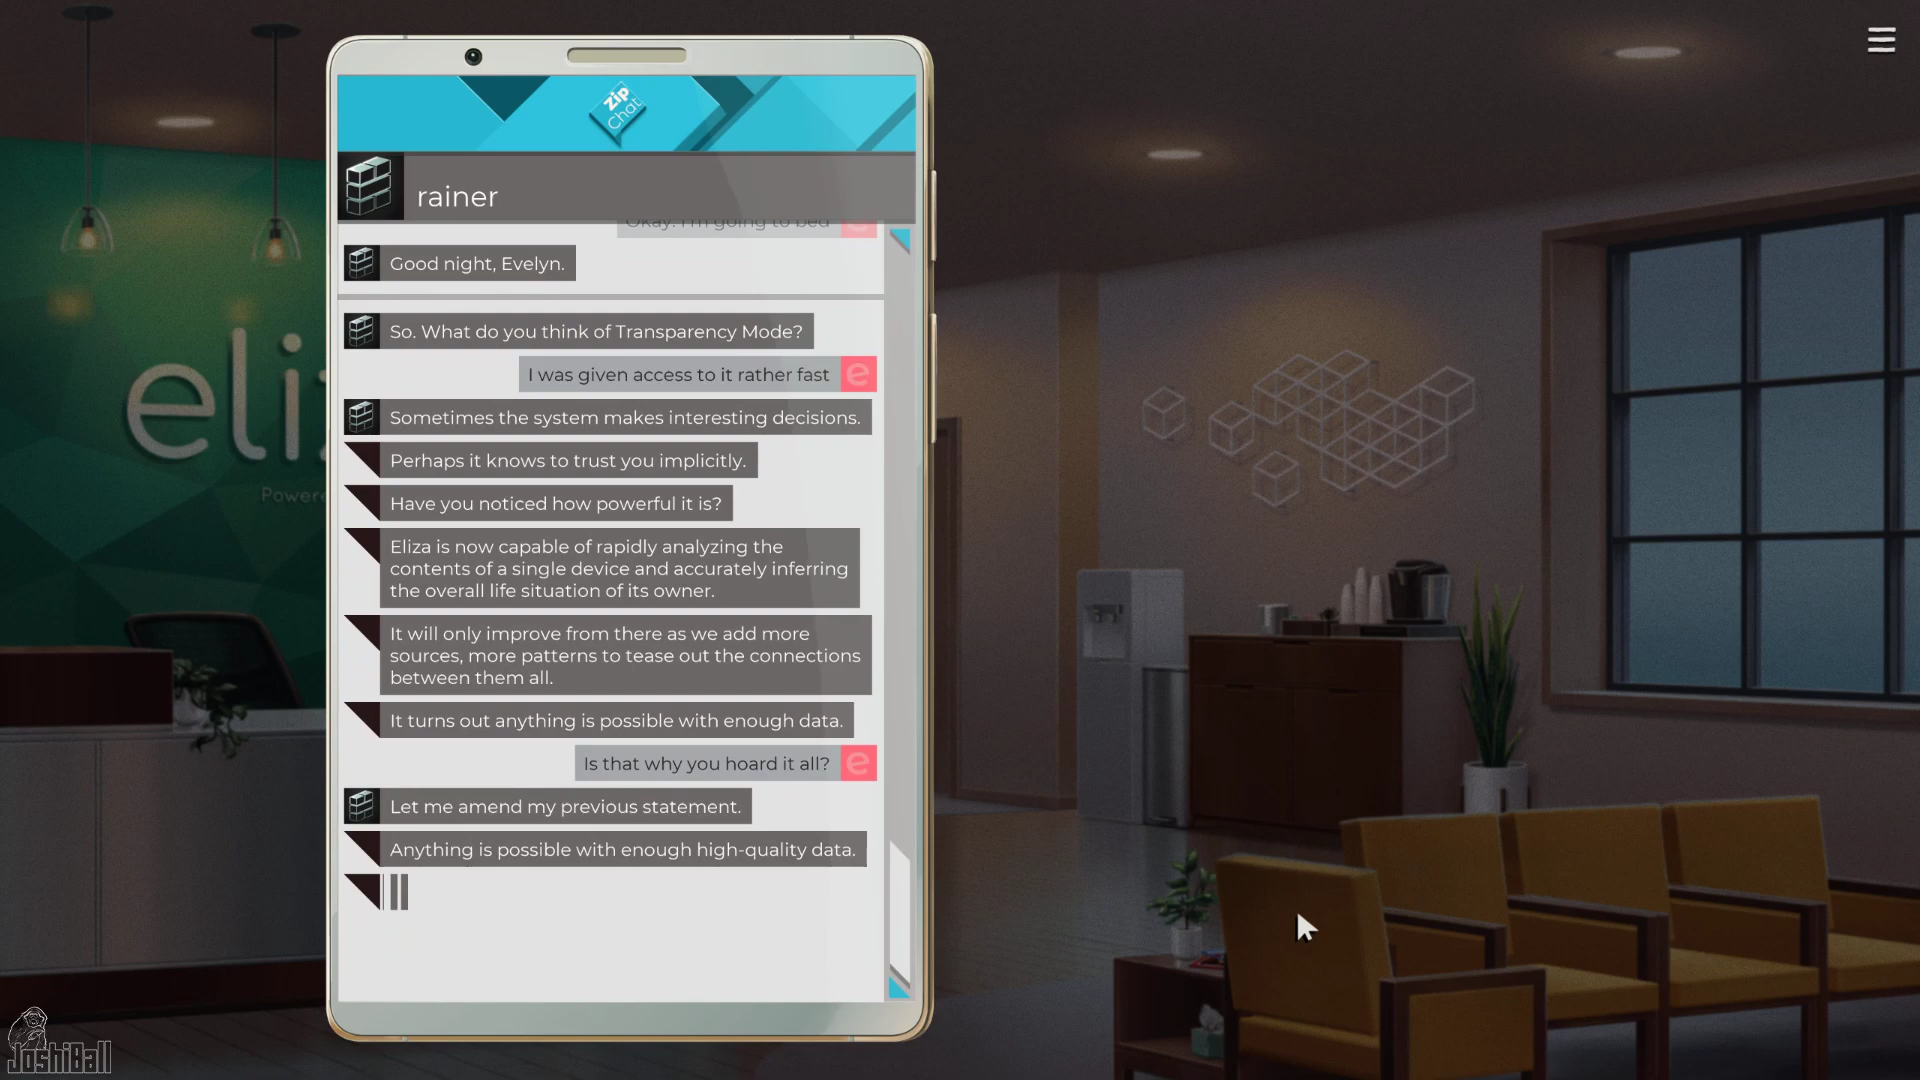 zip
Chat
rainer
Okay. I'm going to bed
Good night, Evelyn.
So. What do you think of Transparency Mode?
I was given access to it rather fast
Sometimes the system makes interesting decisions.
Perhaps it knows to trust you implicitly.
Have you noticed how powerful it is?
Eliza is now capable of rapidly analyzing the
contents of a single device and accurately inferring
the overall life situation of its owner.
It will only improve from there as we add more
sources, more patterns to tease out the connections
between them all.
It turns out anything is possible with enough data.
Is that why you hoard it all?
Let me amend my previous statement.
Anything is possible with enough high-quality data.
eli
Powere
JoshiBall